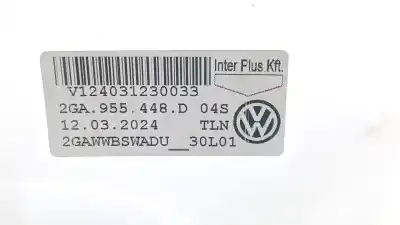 Inter Plus Kft.
V124031230033
2GA.955.448.D 04S
12.03.2024 TLN
2GAWWBSWADU__30L01